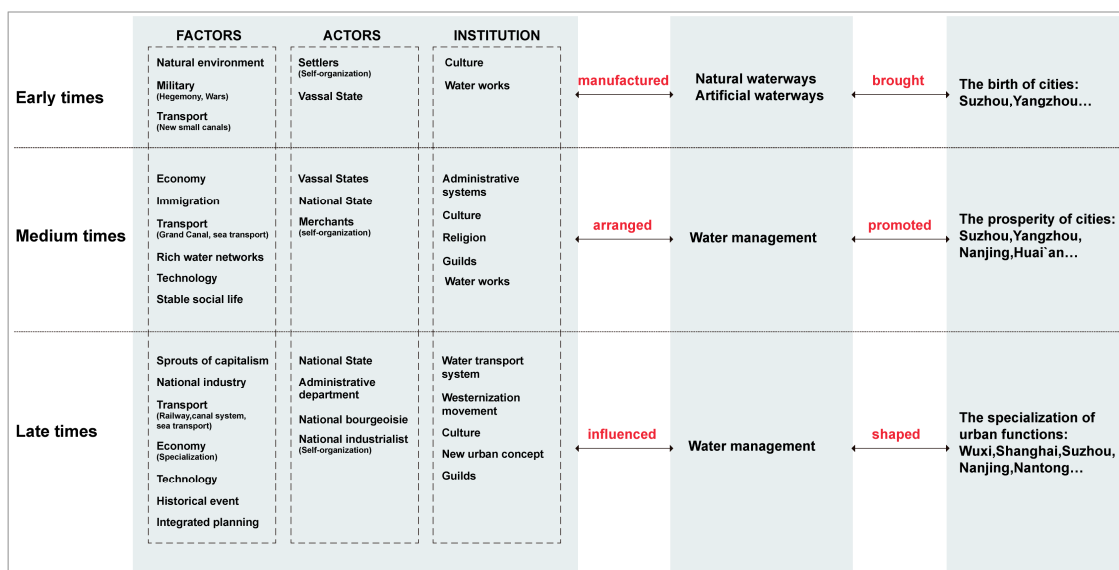 FACTORS
ACTORS
INSTITUTION
Early times
Natural environment
Military
(Hegemony, Wars)
Transport
(New small canals)
Settlers
(Self-organization)
Vassal State
Culture
Water works
manufactured
Natural waterways
Artificial waterways
brought
The birth of cities:
Suzhou,Yangzhou...
Medium times
Economy
Immigration
Transport
(Grand Canal, sea transport)
Rich water networks
Technology
Stable social life
Vassal States
National State
Merchants
(self-organization)
Administrative
systems
Culture
Religion
Guilds
Water works
arranged
Water management
promoted
The prosperity of cities:
Suzhou,Yangzhou,
Nanjing,Huai`an...
Late times
Sprouts of capitalism
National industry
Transport
(Railway,canal system,
sea transport)
Economy
(Specialization)
Technology
Historical event
Integrated planning
National State
Administrative
department
National bourgeoisie
National industrialist
(Self-organization)
Water transport
system
Westernization
movement
Culture
New urban concept
Guilds
influenced
Water management
shaped
The specialization of
urban functions:
Wuxi,Shanghai,Suzhou,
Nanjing,Nantong...